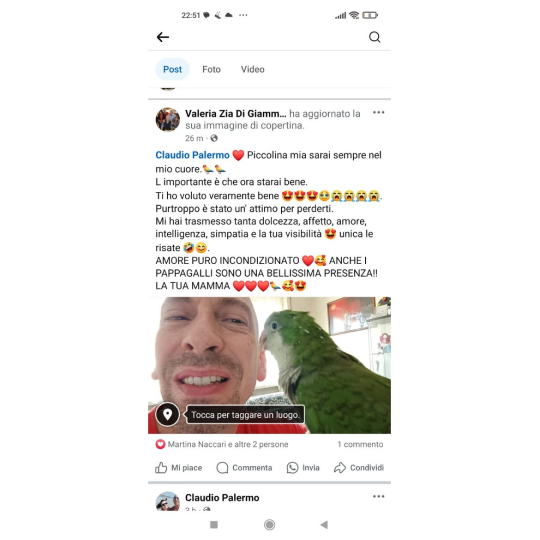 22:51
Post Foto Video
Valeria Zia Di Giamm... ha aggiornato la
sua immagine di copertina.
26 m
Claudio Palermo ❤️ Piccolina mia sarai sempre nel
mio cuore.🦜🦜
L importante è che ora starai bene.
Ti ho voluto veramente bene 😍😍😍🥹😭😭😭😭.
Purtroppo è stato un' attimo per perderti.
Mi hai trasmesso tanta dolcezza, affetto, amore,
intelligenza, simpatia e la tua visibilità 😍 unica le
risate 🤣😊.
AMORE PURO INCONDIZIONATO ❤️🥰 ANCHE I
PAPPAGALLI SONO UNA BELLISSIMA PRESENZA!!
LA TUA MAMMA ❤️❤️❤️🦜🥰😍
Tocca per taggare un luogo.
Martina Naccari e altre 2 persone 1 commento
Mi piace Commenta Invia Condividi
Claudio Palermo